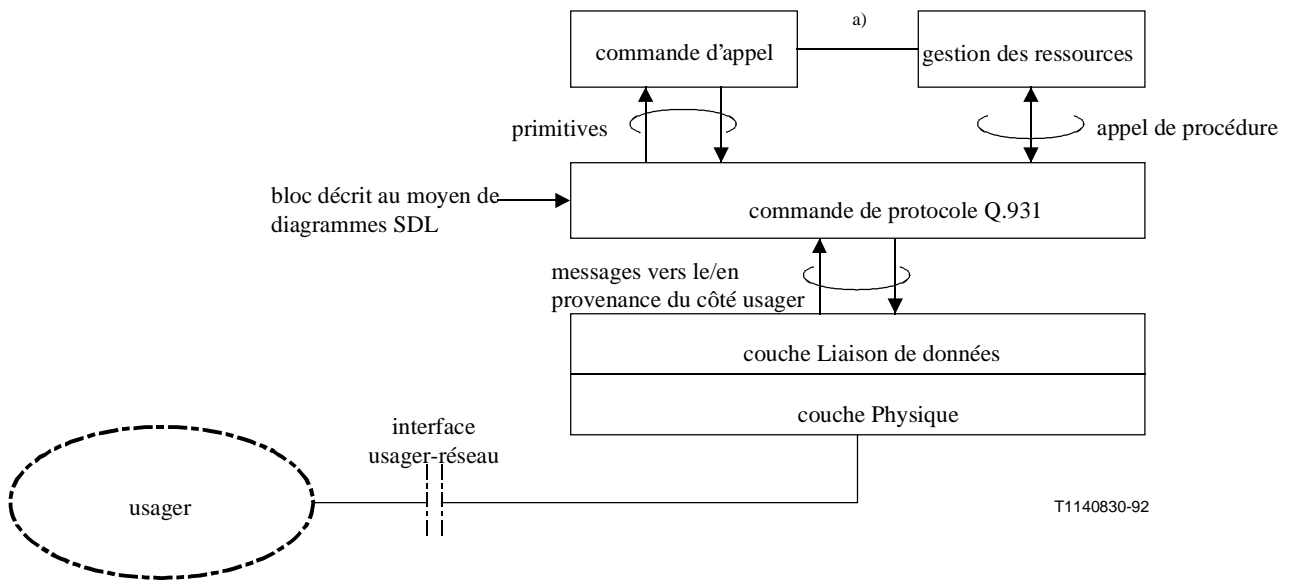 a)
commande d'appel
gestion des ressources
primitives
appel de procédure
bloc décrit au moyen de
diagrammes SDL
commande de protocole Q.931
messages vers le/en
provenance du côté usager
couche Liaison de données
couche Physique
interface
usager-réseau
usager
T1140830-92